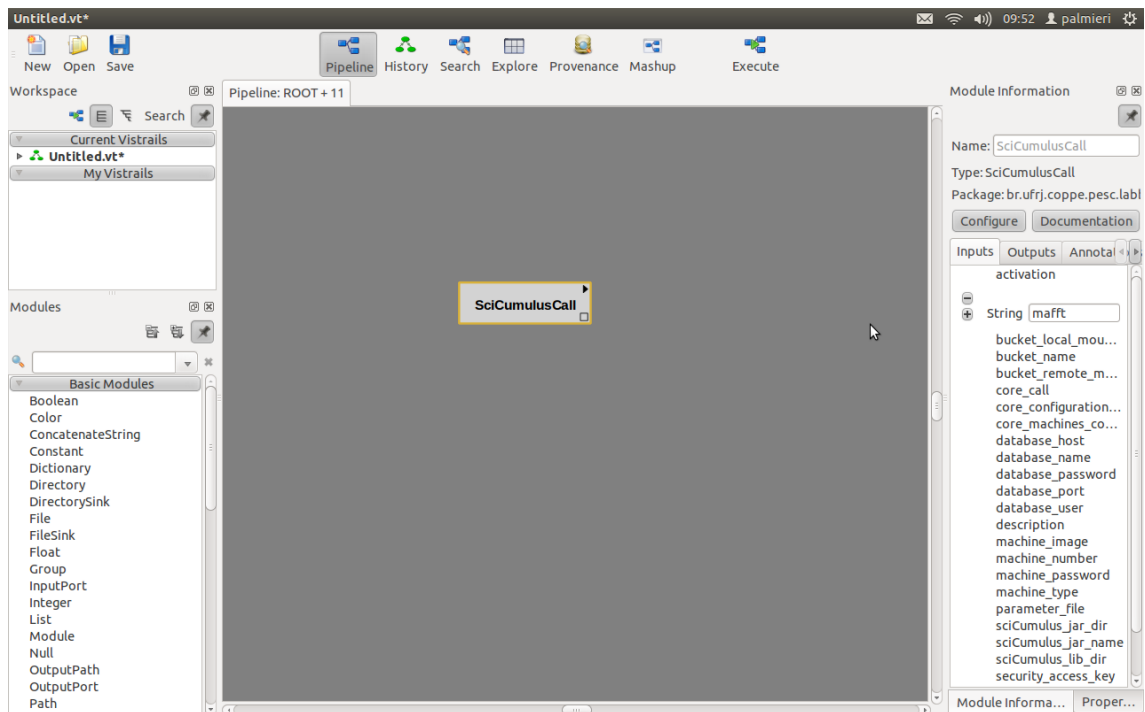 Untitled.vt*
09:52 palmieri
New Open Save
Pipeline History Search Explore Provenance Mashup Execute
Workspace
Search
Current Vistrails
Untitled.vt*
My Vistrails
Modules
Basic Modules
Boolean
Color
ConcatenateString
Constant
Dictionary
Directory
DirectorySink
File
FileSink
Float
Group
InputPort
Integer
List
Module
Null
OutputPath
OutputPort
Path
Pipeline: ROOT + 11
SciCumulusCall
Module Information
Name: SciCumulusCall
Type: SciCumulusCall
Package: br.ufrj.coppe.pesc.labl
Configure Documentation
Inputs Outputs Annotat
activation
String mafft
bucket_local_mou...
bucket_name
bucket_remote_m...
core_call
core_configuration...
core_machines_co...
database_host
database_name
database_password
database_port
database_user
description
machine_image
machine_number
machine_password
machine_type
parameter_file
sciCumulus_jar_dir
sciCumulus_jar_name
sciCumulus_lib_dir
security_access_key
Module Informa... Proper...